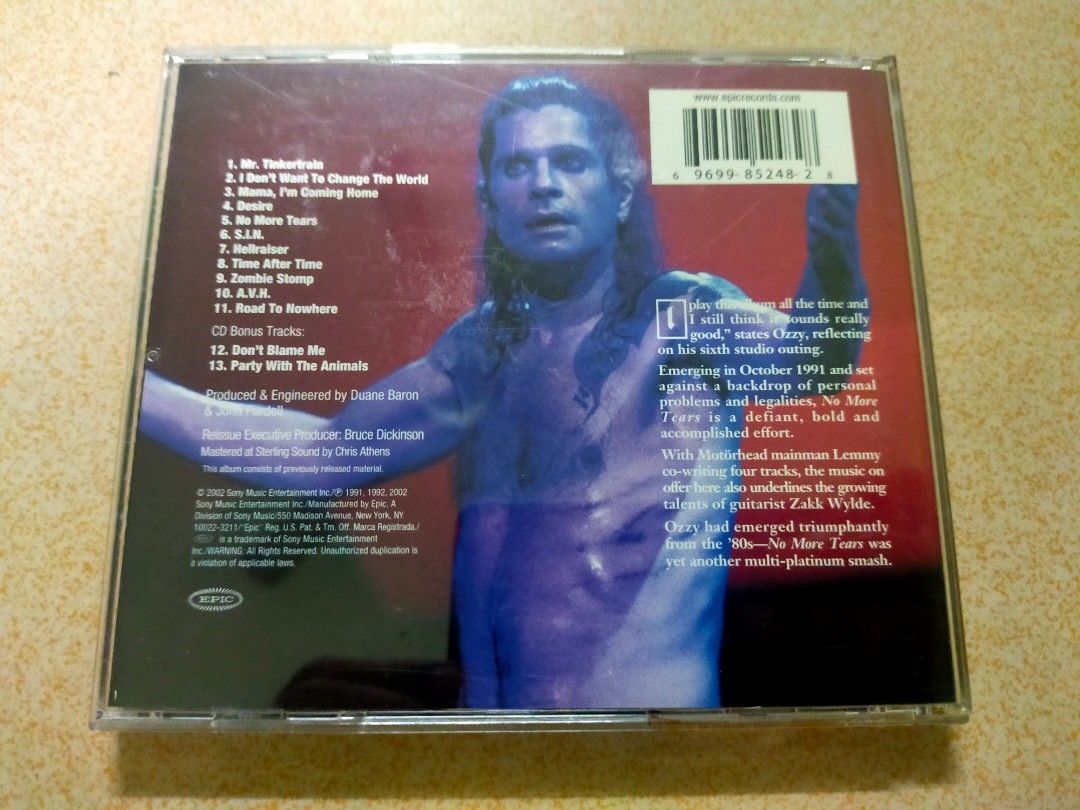 www.epicrecords.com
6 9699-85248-2 8
1. Mr. Tinkertrain
2. I Don't Want To Change The World
3. Mama, I'm Coming Home
4. Desire
5. No More Tears
6. S.I.N.
7. Hellraiser
8. Time After Time
9. Zombie Stomp
10. A.V.H.
11. Road To Nowhere
CD Bonus Tracks:
12. Don't Blame Me
13. Party With The Animals
Produced & Engineered by Duane Baron
& John Purdell
Reissue Executive Producer: Bruce Dickinson
Mastered at Sterling Sound by Chris Athens
This album consists of previously released material.
© 2002 Sony Music Entertainment Inc./℗ 1991, 1992, 2002
Sony Music Entertainment Inc./Manufactured by Epic, A
Division of Sony Music/550 Madison Avenue, New York, NY
10022-3211/"Epic" Reg. U.S. Pat. & Tm. Off. Marca Registrada./
is a trademark of Sony Music Entertainment
Inc./WARNING: All Rights Reserved. Unauthorized duplication is
a violation of applicable laws.
EPIC
I play this album all the time and
I still think it sounds really
good," states Ozzy, reflecting
on his sixth studio outing.
Emerging in October 1991 and set
against a backdrop of personal
problems and legalities, No More
Tears is a defiant, bold and
accomplished effort.
With Motörhead mainman Lemmy
co-writing four tracks, the music on
offer here also underlines the growing
talents of guitarist Zakk Wylde.
Ozzy had emerged triumphantly
from the '80s—No More Tears was
yet another multi-platinum smash.